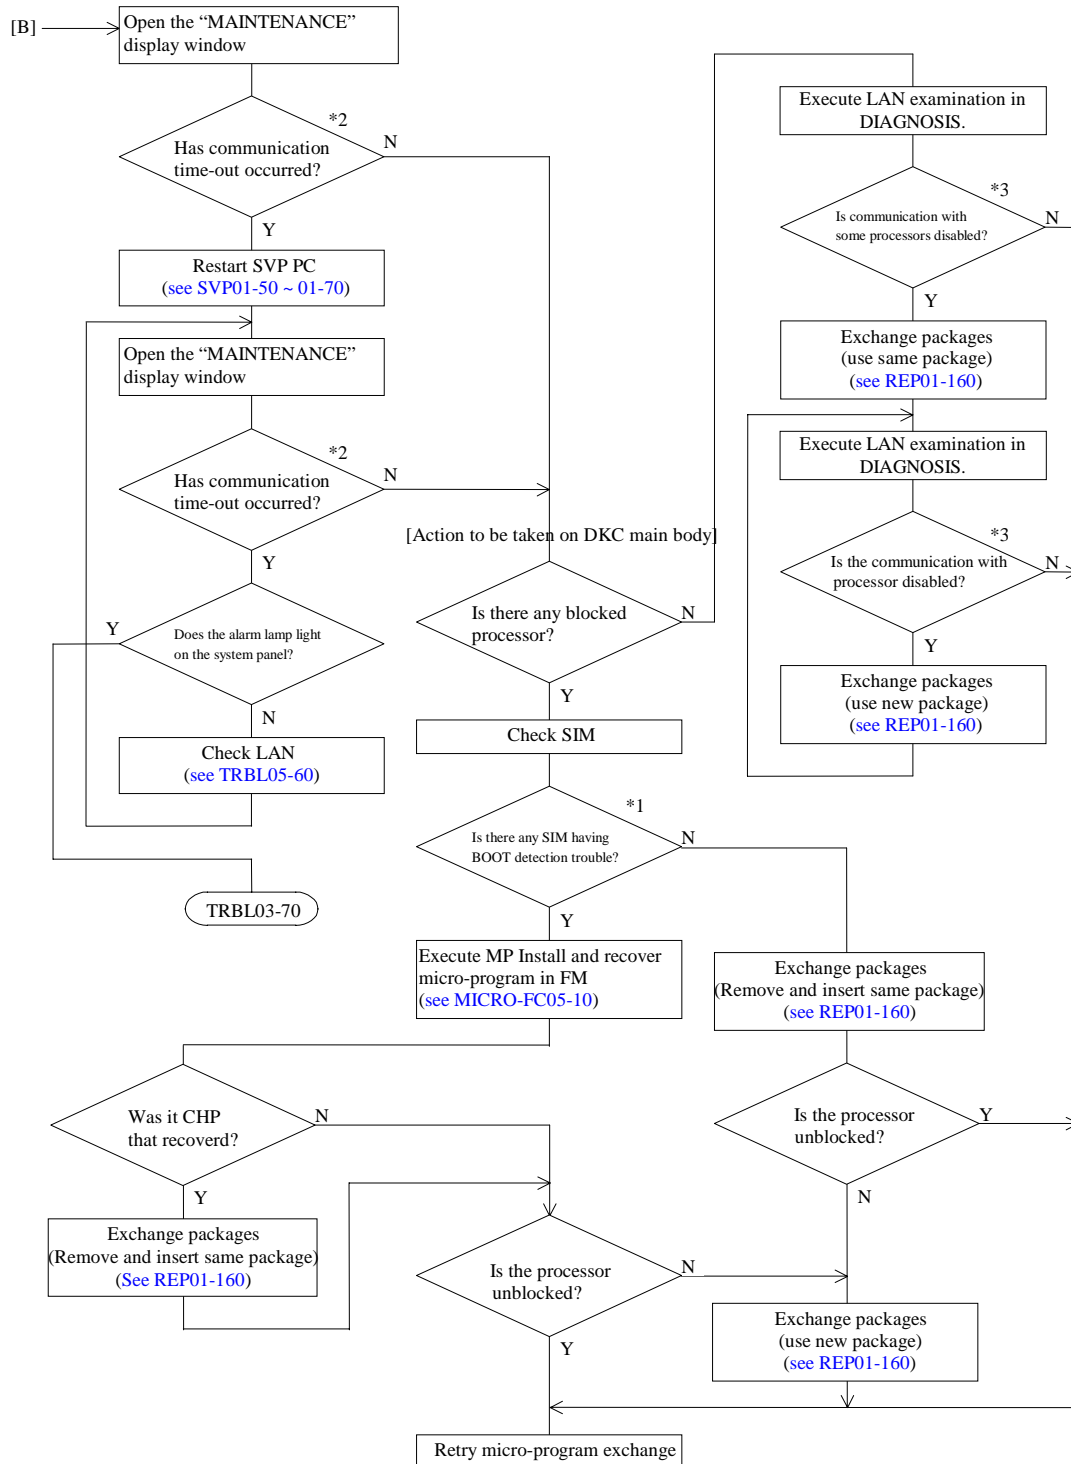 [B]
Open the “MAINTENANCE”
display window
*2
Has communication
time-out occurred?
N
Y
Restart SVP PC
(see SVP01-50 ~ 01-70)
Open the “MAINTENANCE”
display window
*2
Has communication
time-out occurred?
N
Y
Y
Does the alarm lamp light
on the system panel?
N
Check LAN
(see TRBL05-60)
TRBL03-70
[Action to be taken on DKC main body]
Is there any blocked
processor?
N
Y
Check SIM
*1
Is there any SIM having
BOOT detection trouble?
N
Y
Execute MP Install and recover
micro-program in FM
(see MICRO-FC05-10)
Was it CHP
that recoverd?
N
Y
Exchange packages
(Remove and insert same package)
(See REP01-160)
Is the processor
unblocked?
N
Y
Retry micro-program exchange
Execute LAN examination in
DIAGNOSIS.
*3
Is communication with
some processors disabled?
N
Y
Exchange packages
(use same package)
(see REP01-160)
Execute LAN examination in
DIAGNOSIS.
*3
Is the communication with
processor disabled?
N
Y
Exchange packages
(use new package)
(see REP01-160)
Exchange packages
(Remove and insert same package)
(see REP01-160)
Is the processor
unblocked?
Y
N
Exchange packages
(use new package)
(see REP01-160)